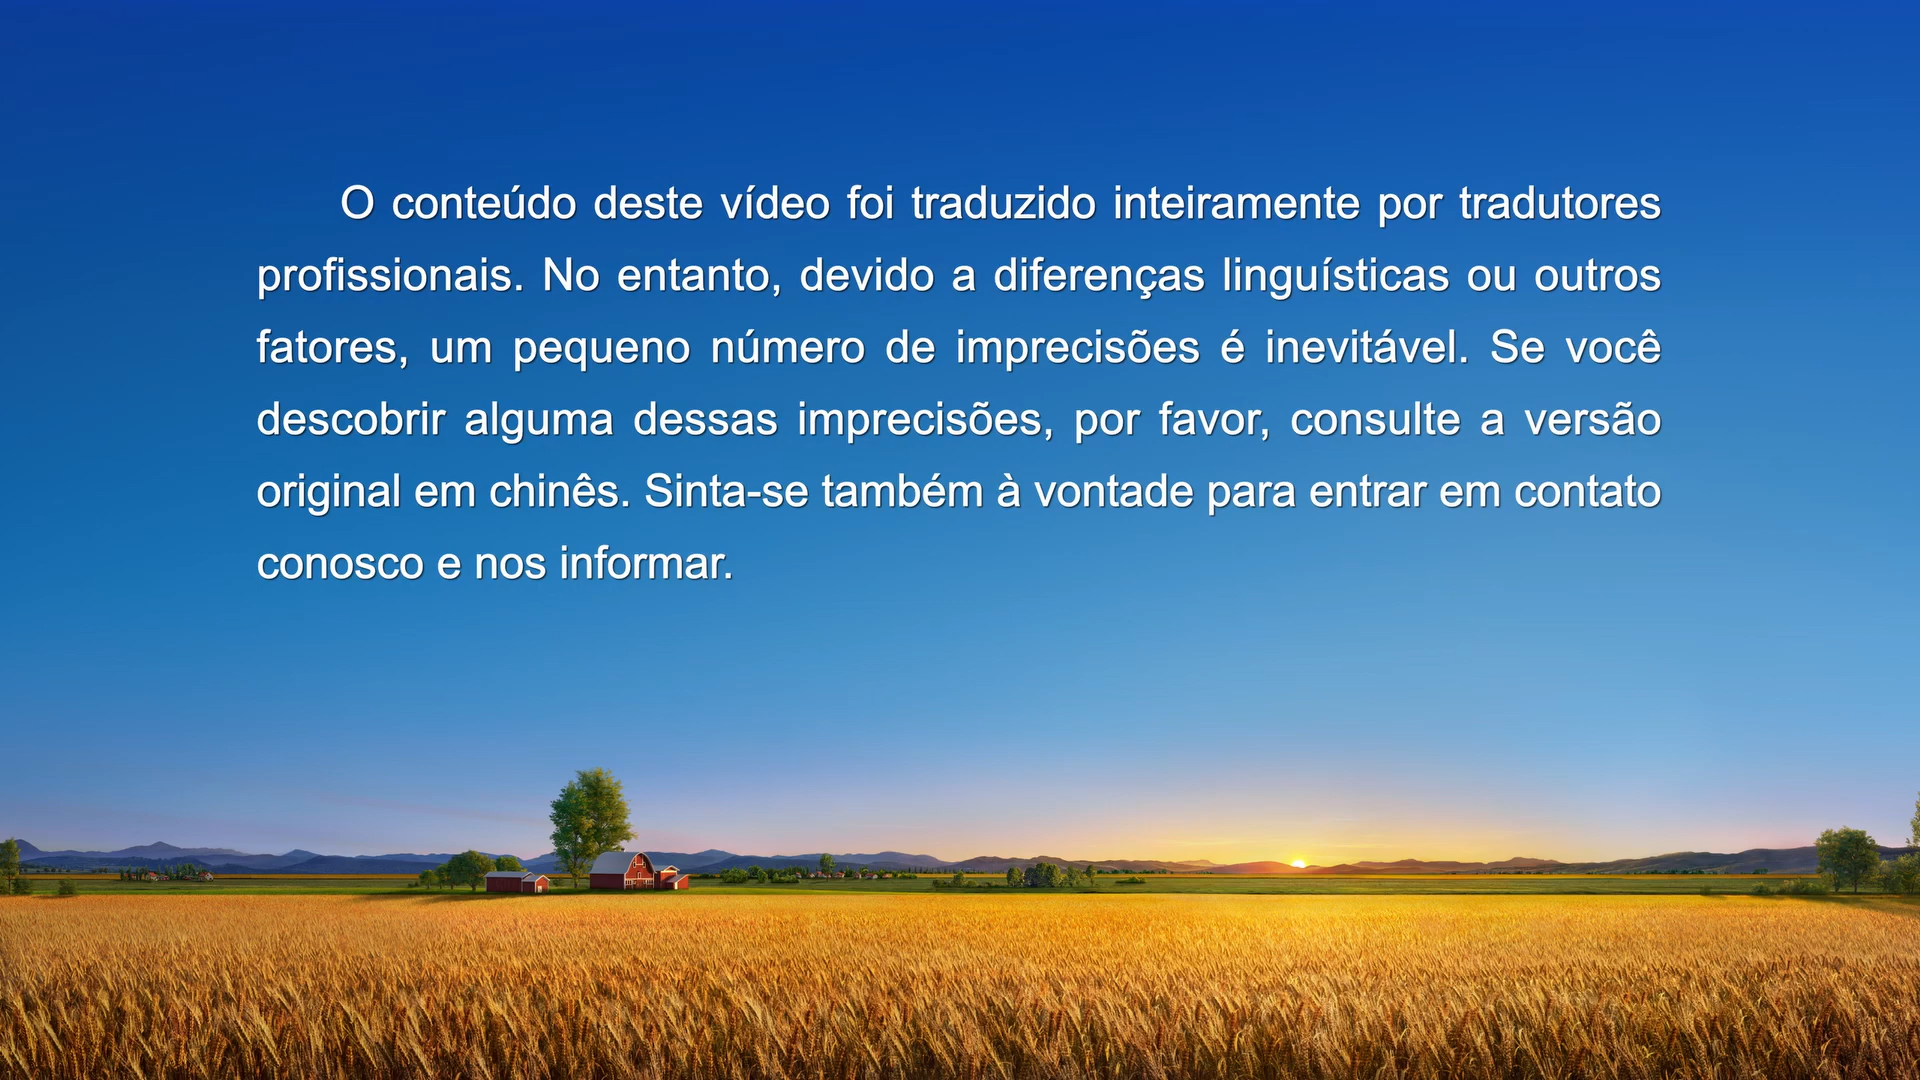 O conteúdo deste vídeo foi traduzido inteiramente por tradutores
profissionais. No entanto, devido a diferenças linguísticas ou outros
fatores, um pequeno número de imprecisões é inevitável. Se você
descobrir alguma dessas imprecisões, por favor, consulte a versão
original em chinês. Sinta-se também à vontade para entrar em contato
conosco e nos informar.